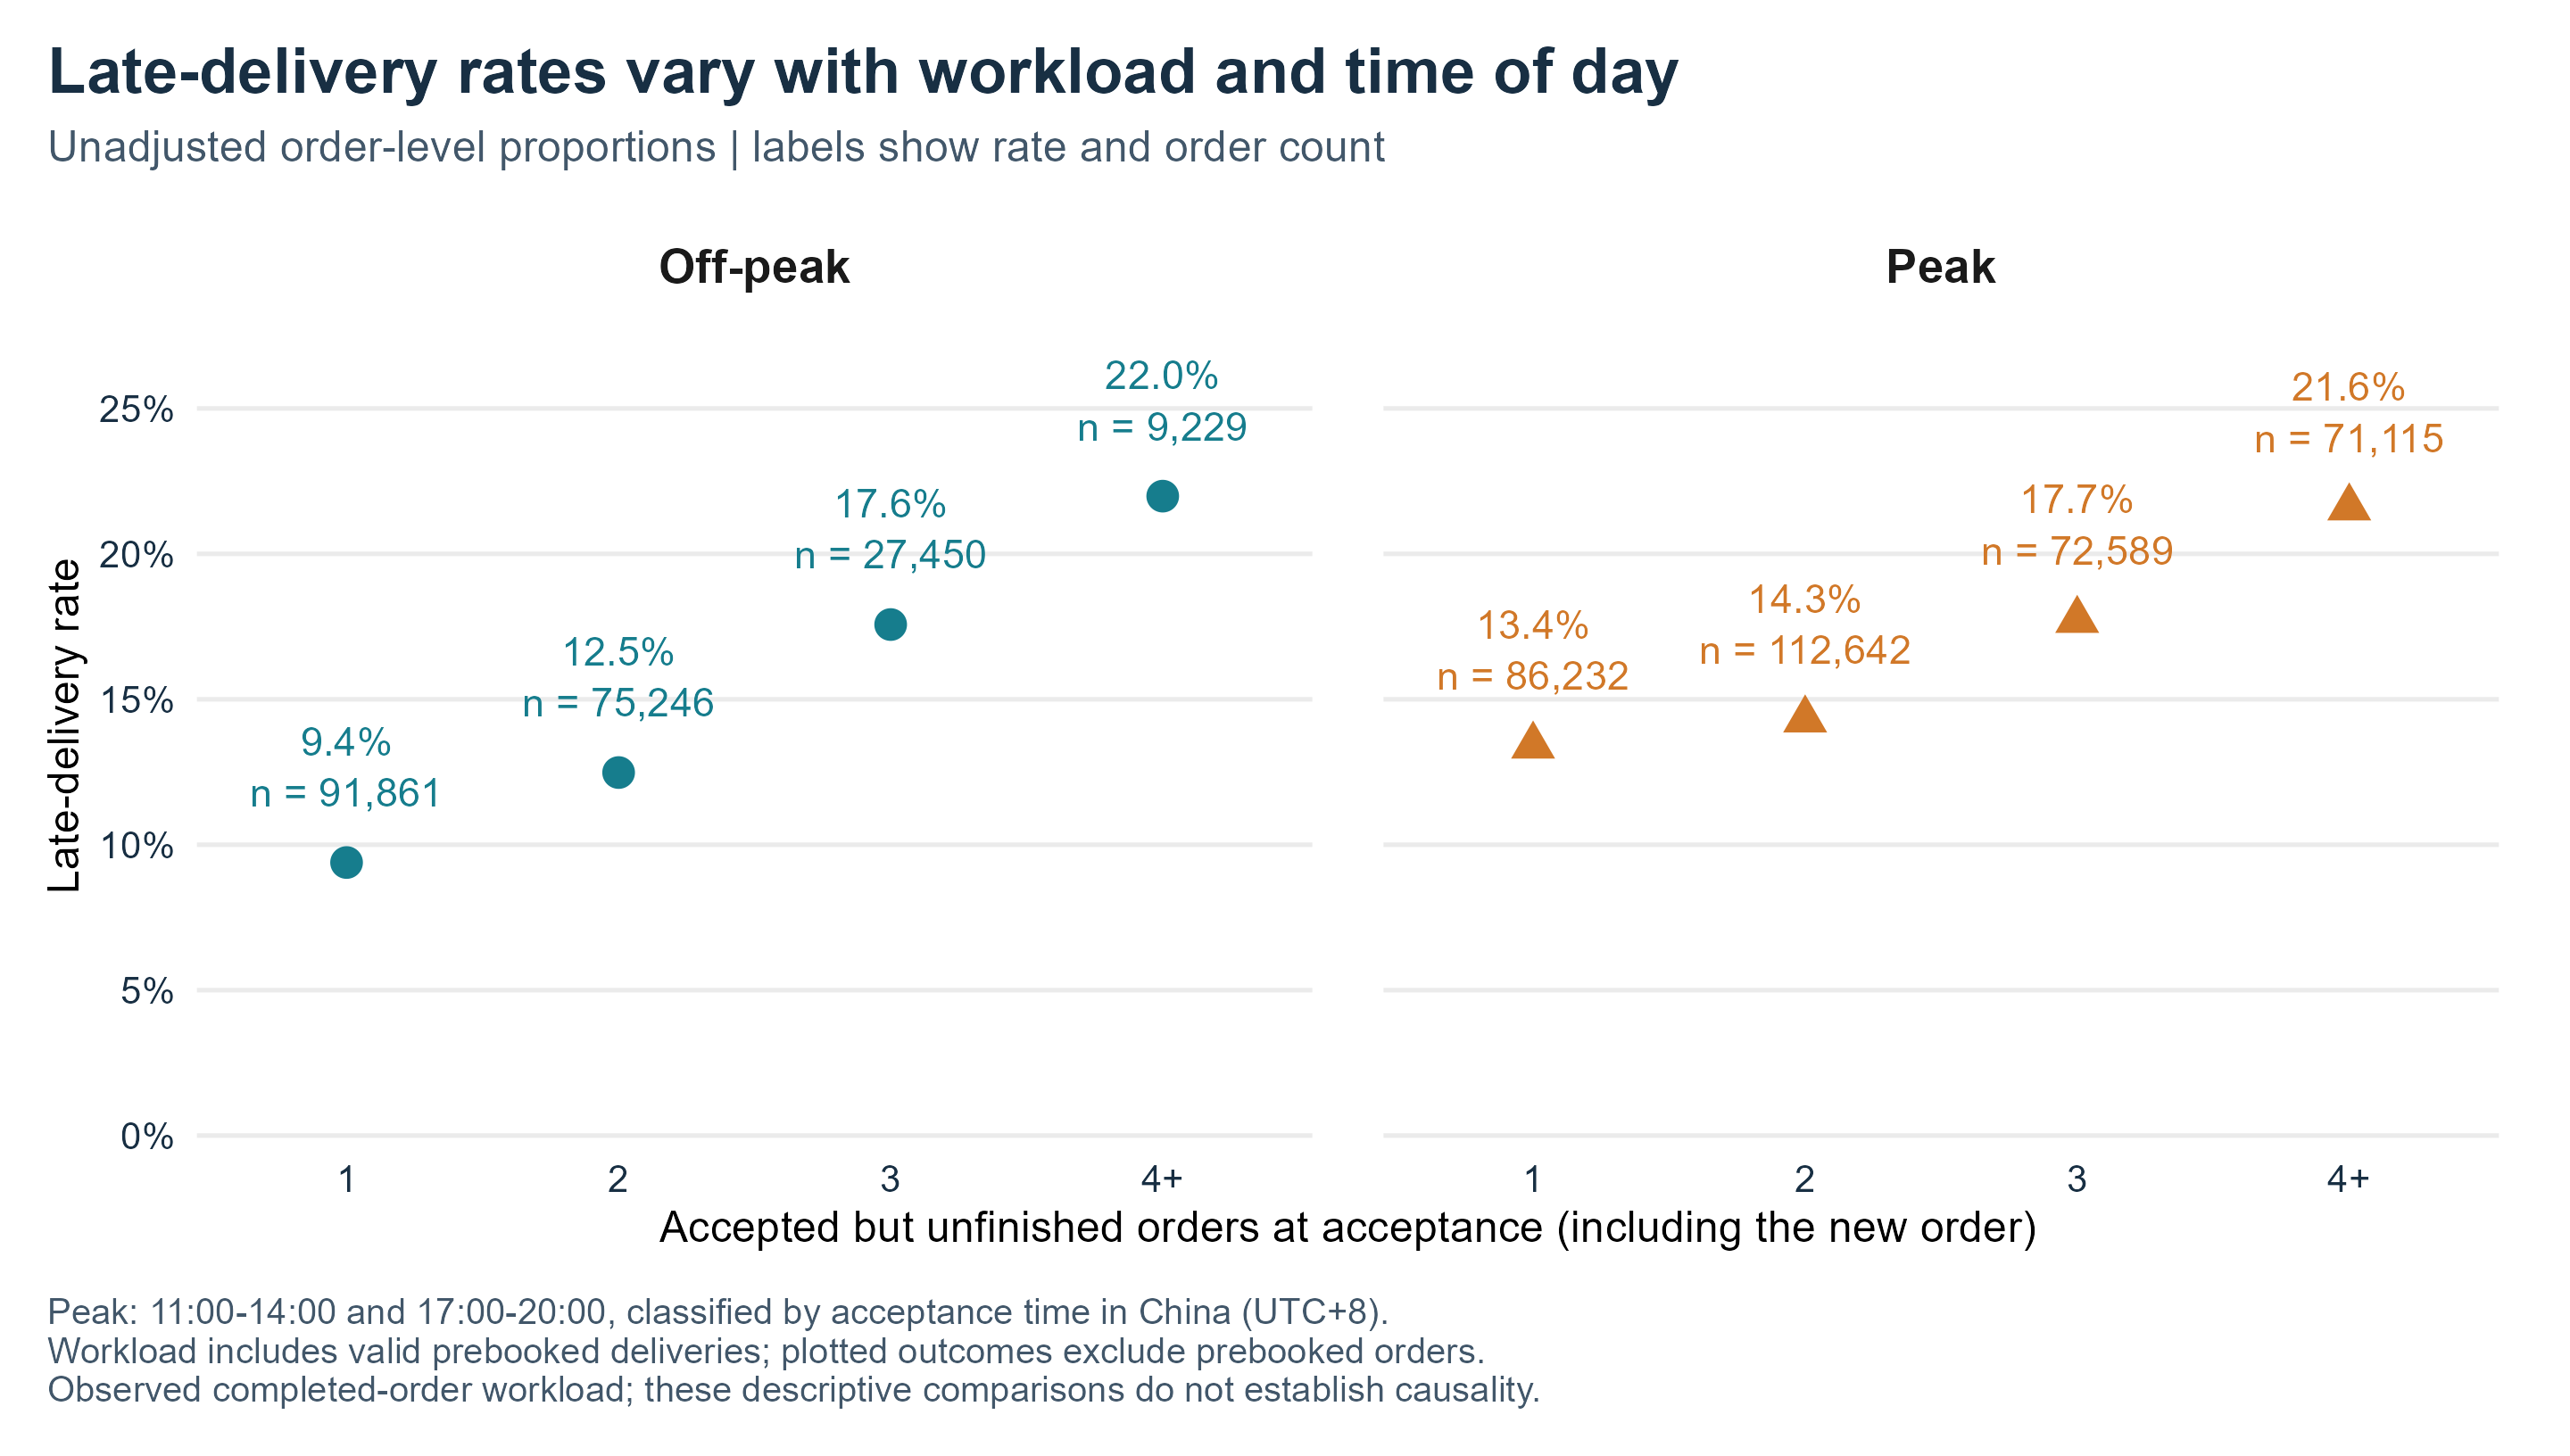 Late-delivery rates vary with workload and time of day
Unadjusted order-level proportions | labels show rate and order count
Off-peak
Peak
Late-delivery rate
25%
20%
15%
10%
5%
0%
9.4%
n = 91,861
12.5%
n = 75,246
17.6%
n = 27,450
22.0%
n = 9,229
13.4%
n = 86,232
14.3%
n = 112,642
17.7%
n = 72,589
21.6%
n = 71,115
1 2 3 4+
1 2 3 4+
Accepted but unfinished orders at acceptance (including the new order)
Peak: 11:00-14:00 and 17:00-20:00, classified by acceptance time in China (UTC+8).
Workload includes valid prebooked deliveries; plotted outcomes exclude prebooked orders.
Observed completed-order workload; these descriptive comparisons do not establish causality.